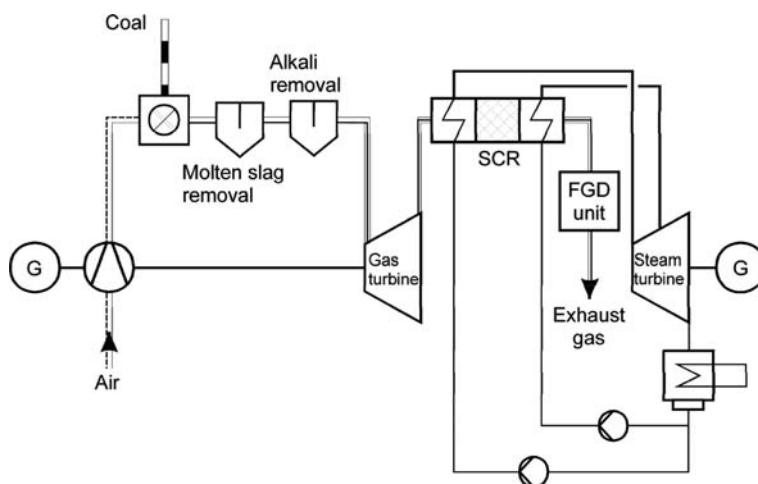 Coal
Alkali
removal
Molten slag
removal
SCR
FGD
unit
G
Gas
turbine
Steam
turbine
G
Exhaust
gas
Air